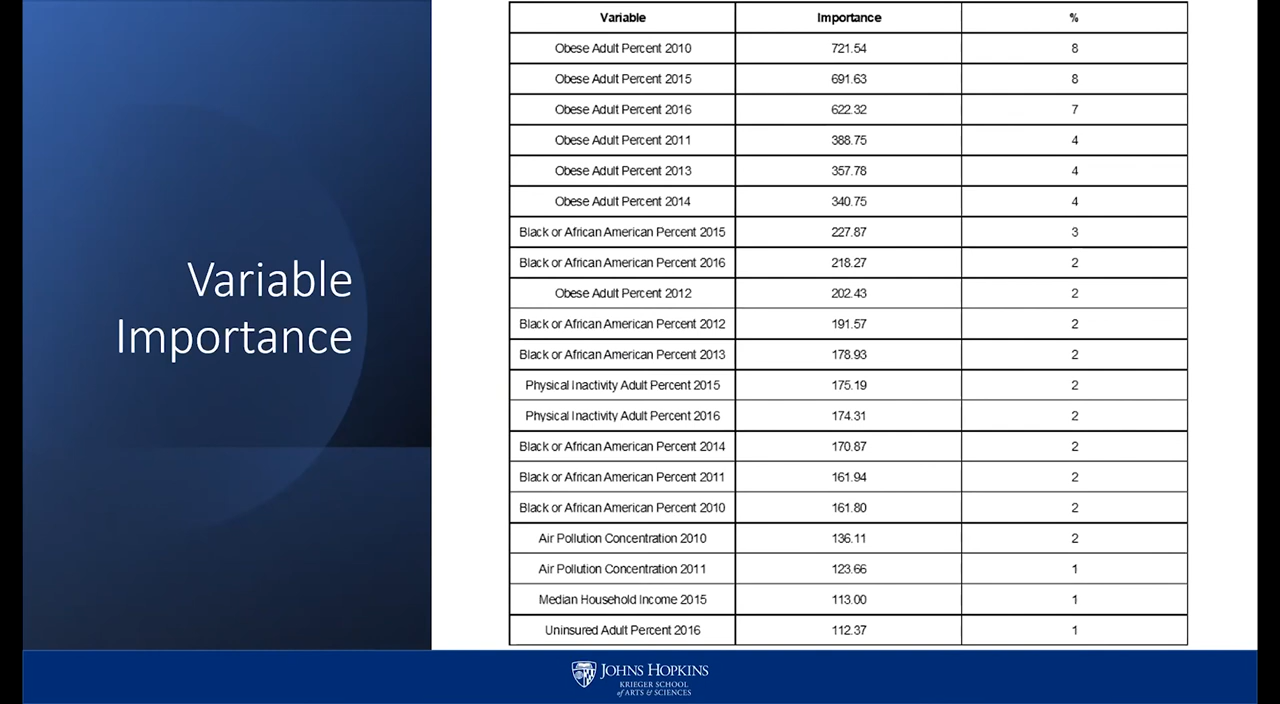 Variable
Importance
Variable Importance %
Obese Adult Percent 2010 721.54 8
Obese Adult Percent 2015 691.63 8
Obese Adult Percent 2016 622.32 7
Obese Adult Percent 2011 388.75 4
Obese Adult Percent 2013 357.78 4
Obese Adult Percent 2014 340.75 4
Black or African American Percent 2015 227.87 3
Black or African American Percent 2016 218.27 2
Obese Adult Percent 2012 202.43 2
Black or African American Percent 2012 191.57 2
Black or African American Percent 2013 178.93 2
Physical Inactivity Adult Percent 2015 175.19 2
Physical Inactivity Adult Percent 2016 174.31 2
Black or African American Percent 2014 170.87 2
Black or African American Percent 2011 161.94 2
Black or African American Percent 2010 161.80 2
Air Pollution Concentration 2010 136.11 2
Air Pollution Concentration 2011 123.66 1
Median Household Income 2015 113.00 1
Uninsured Adult Percent 2016 112.37 1
JOHNS HOPKINS
KRIEGER SCHOOL
of ARTS & SCIENCES